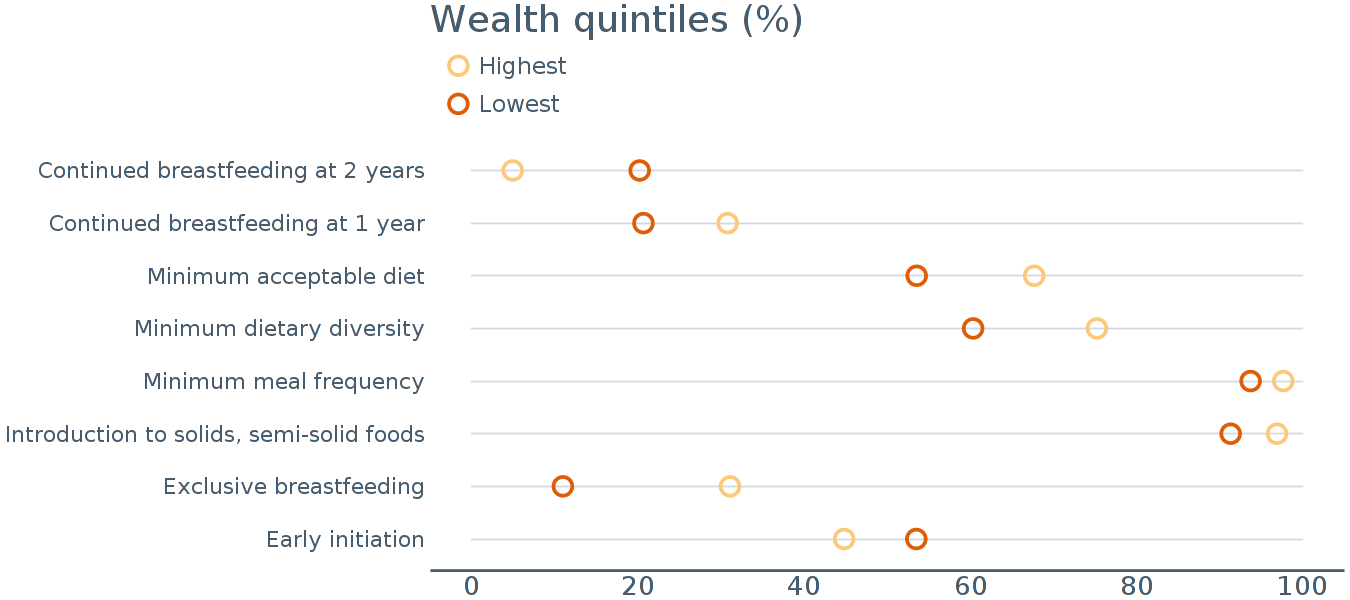 Wealth quintiles (%)
Highest
Lowest
Continued breastfeeding at 2 years
Continued breastfeeding at 1 year
Minimum acceptable diet
Minimum dietary diversity
Minimum meal frequency
Introduction to solids, semi-solid foods
Exclusive breastfeeding
Early initiation
0 20 40 60 80 100